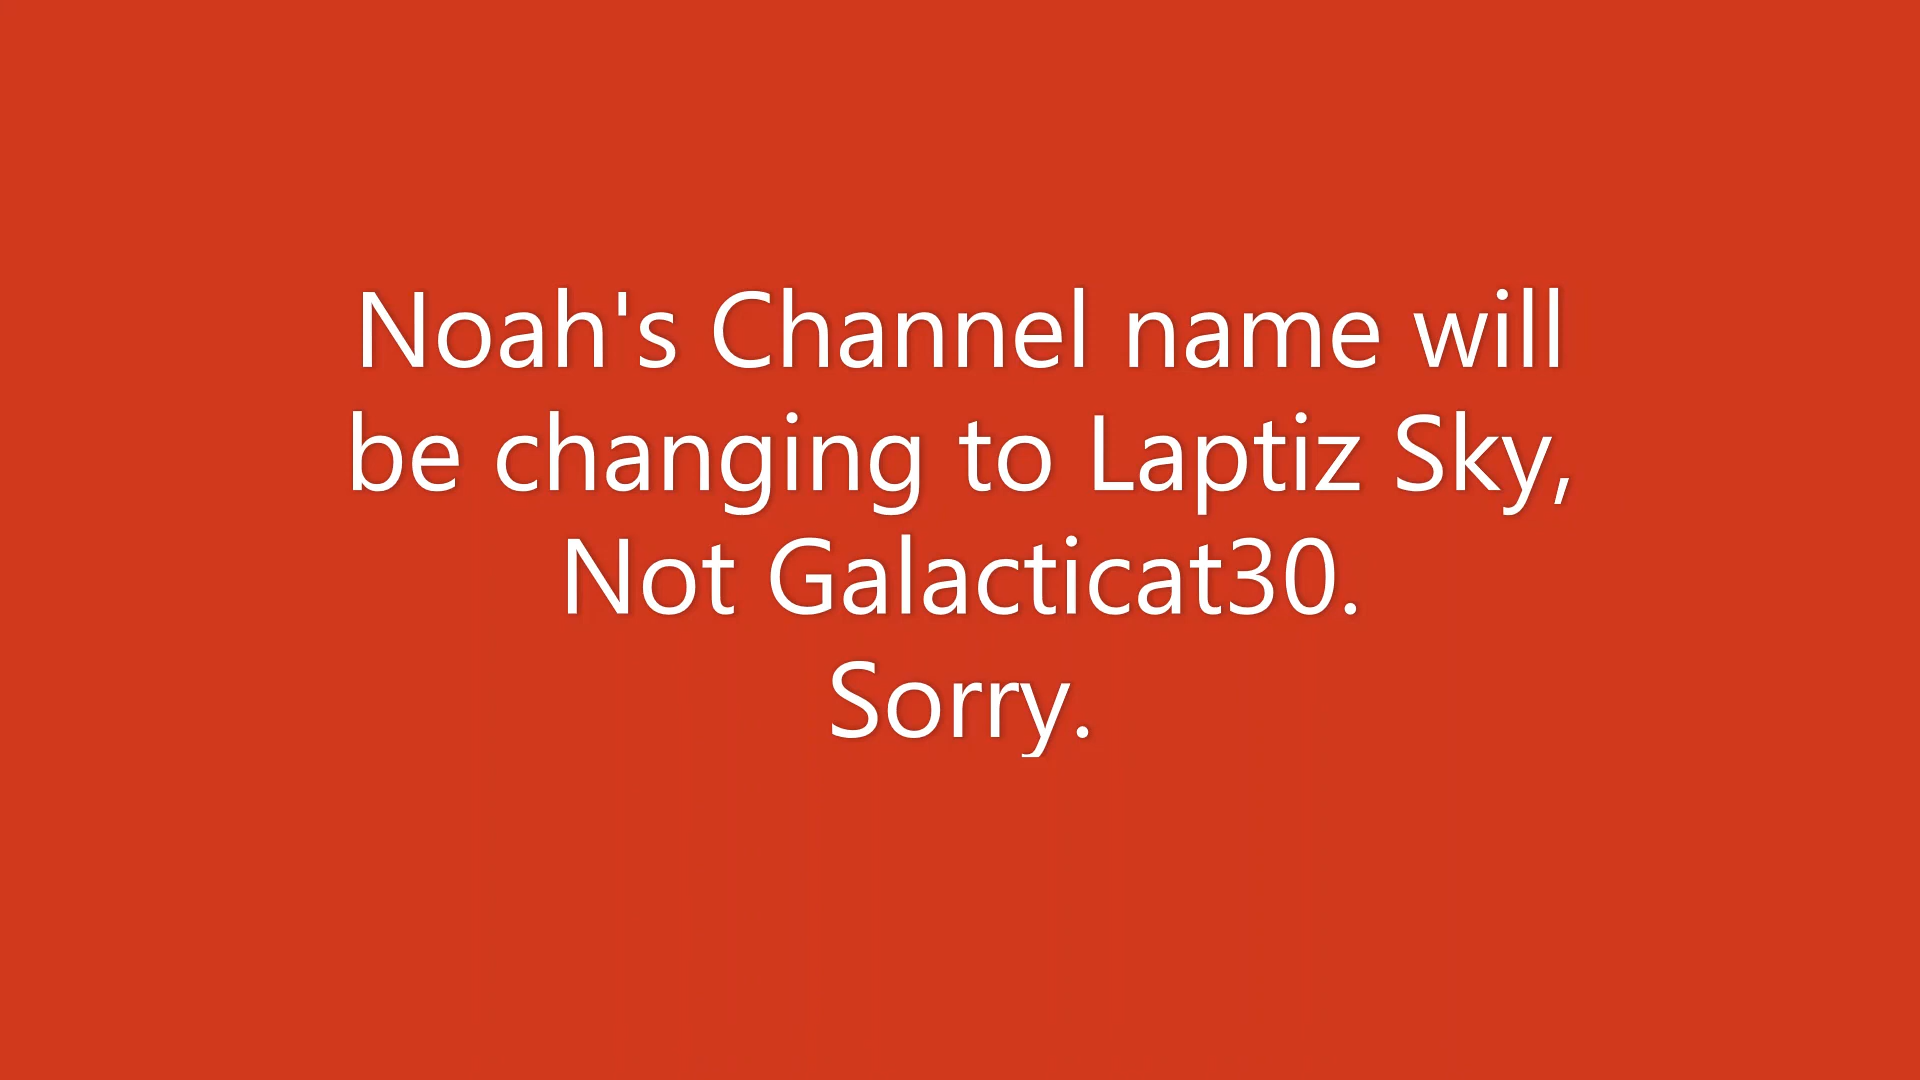 Noah's Channel name will
be changing to Laptiz Sky,
Not Galacticat30.
Sorry.